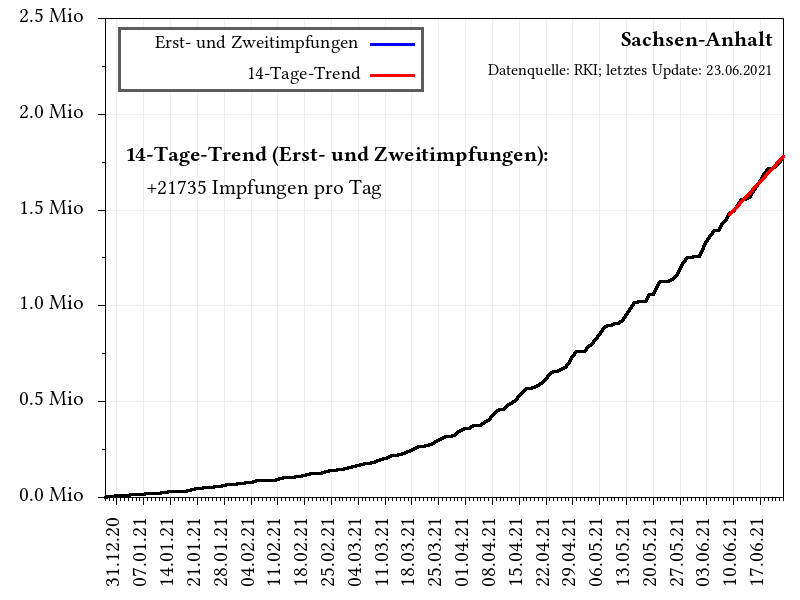 2.5 Mio
Erst- und Zweitimpfungen
14-Tage-Trend
Sachsen-Anhalt
Datenquelle: RKI; letztes Update: 23.06.2021
2.0 Mio
14-Tage-Trend (Erst- und Zweitimpfungen):
+21735 Impfungen pro Tag
1.5 Mio
1.0 Mio
0.5 Mio
0.0 Mio
31.12.20
07.01.21
14.01.21
21.01.21
28.01.21
04.02.21
11.02.21
18.02.21
25.02.21
04.03.21
11.03.21
18.03.21
25.03.21
01.04.21
08.04.21
15.04.21
22.04.21
29.04.21
06.05.21
13.05.21
20.05.21
27.05.21
03.06.21
10.06.21
17.06.21